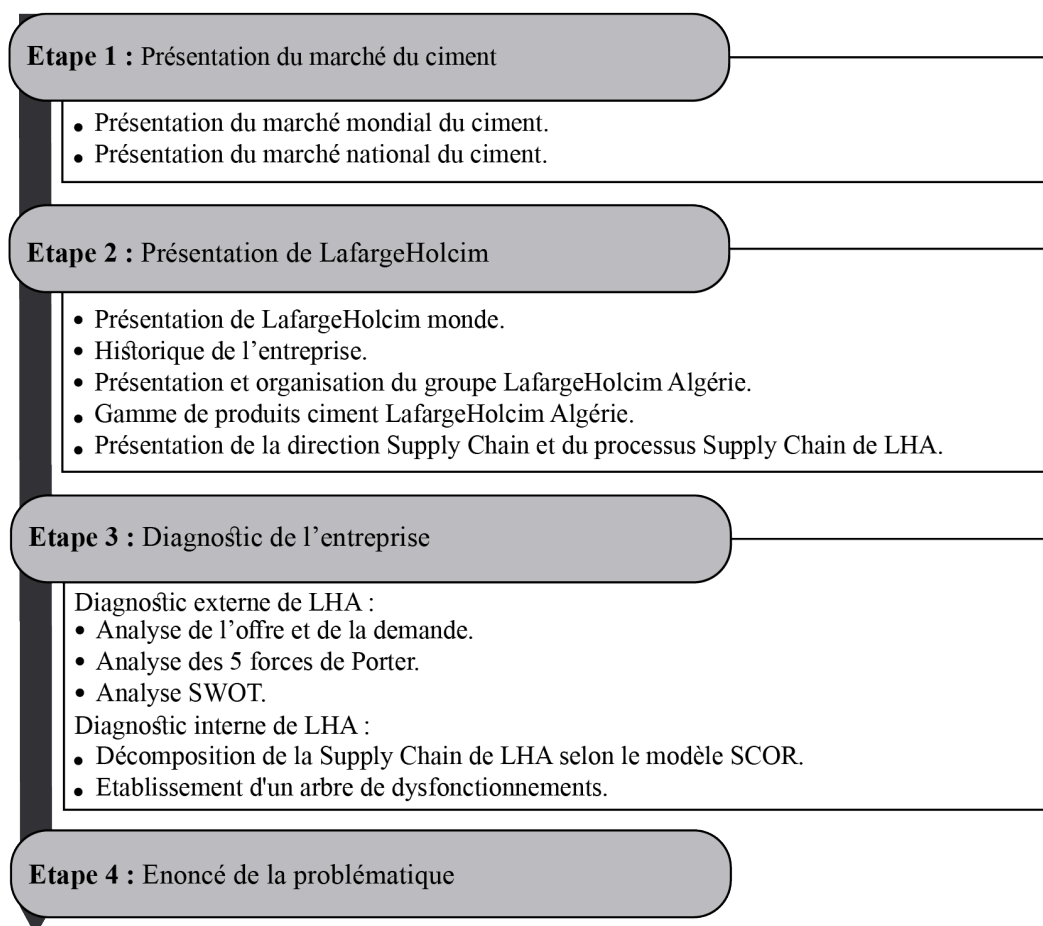 Etape 1 : Présentation du marché du ciment
• Présentation du marché mondial du ciment.
• Présentation du marché national du ciment.
Etape 2 : Présentation de LafargeHolcim
• Présentation de LafargeHolcim monde.
• Historique de l’entreprise.
• Présentation et organisation du groupe LafargeHolcim Algérie.
• Gamme de produits ciment LafargeHolcim Algérie.
• Présentation de la direction Supply Chain et du processus Supply Chain de LHA.
Etape 3 : Diagnostic de l’entreprise
Diagnostic externe de LHA :
• Analyse de l’offre et de la demande.
• Analyse des 5 forces de Porter.
• Analyse SWOT.
Diagnostic interne de LHA :
• Décomposition de la Supply Chain de LHA selon le modèle SCOR.
• Etablissement d'un arbre de dysfonctionnements.
Etape 4 : Enoncé de la problématique